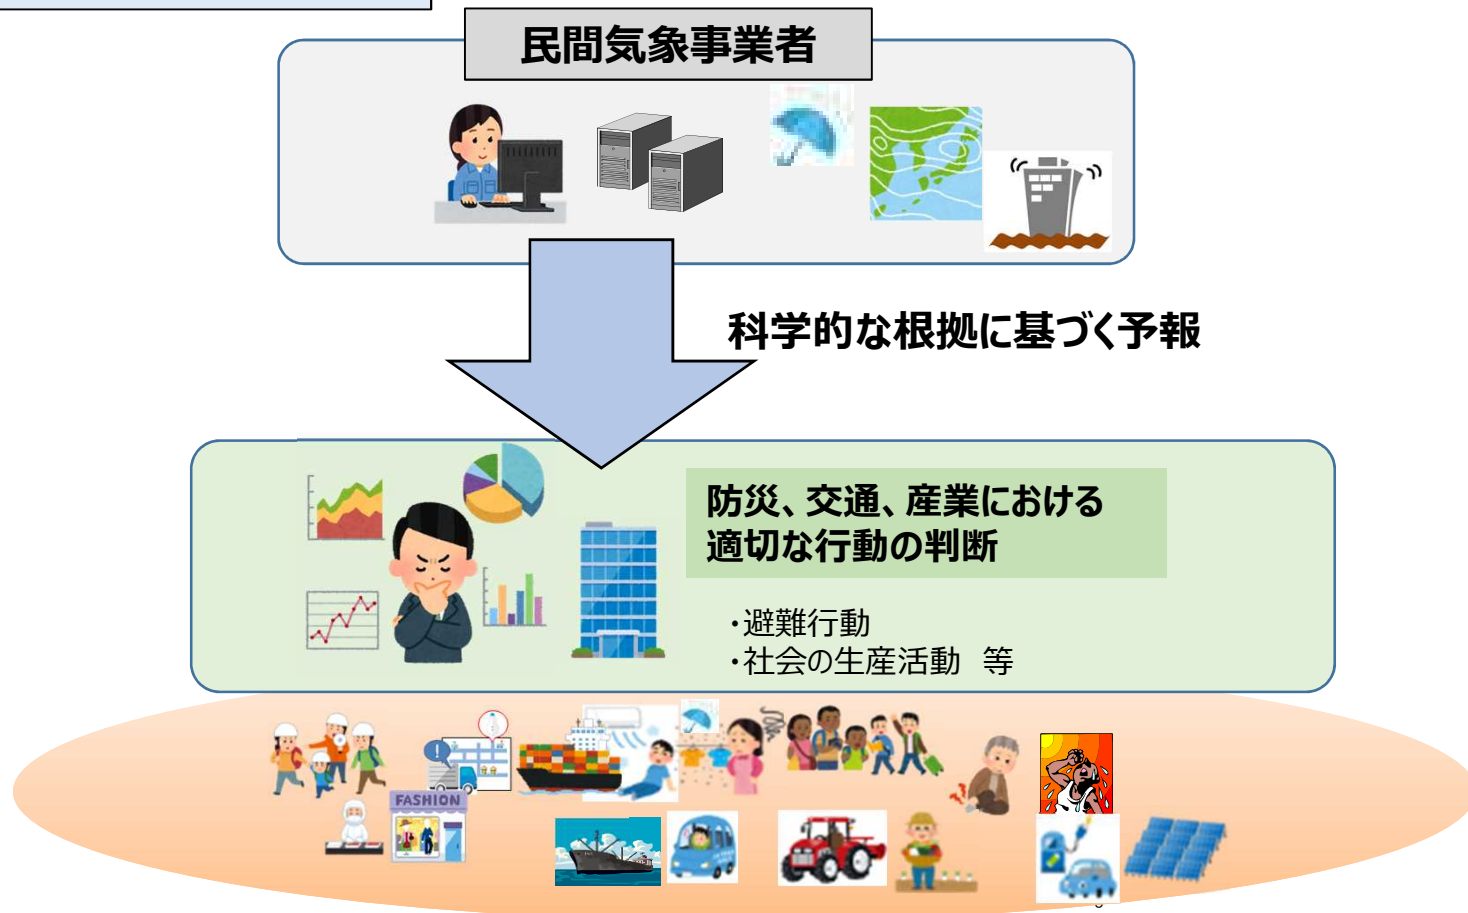 民間気象事業者
科学的な根拠に基づく予報
防災、交通、産業における
適切な行動の判断
・避難行動
・社会の生産活動　等
FASHION